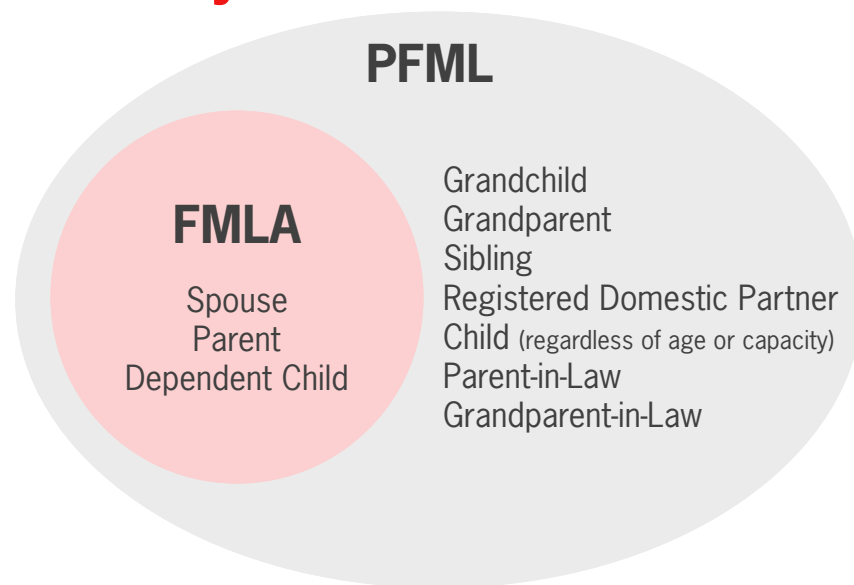 PFML
FMLA
Spouse
Parent
Dependent Child
Grandchild
Grandparent
Sibling
Registered Domestic Partner
Child (regardless of age or capacity)
Parent-in-Law
Grandparent-in-Law